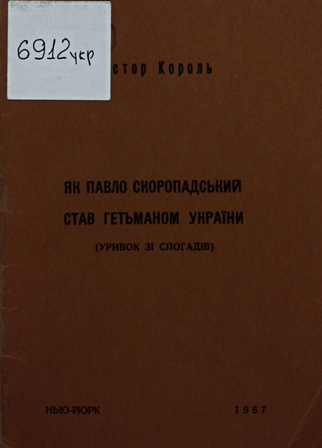 6912укр
Король
ЯК ПАВЛО СКОРОПАДСЬКИЙ
СТАВ ГЕТЬМАНОМ УКРАЇНИ
(УРИВОК ЗІ СПОГАДІВ)
НЬЮ-ЙОРК 1967